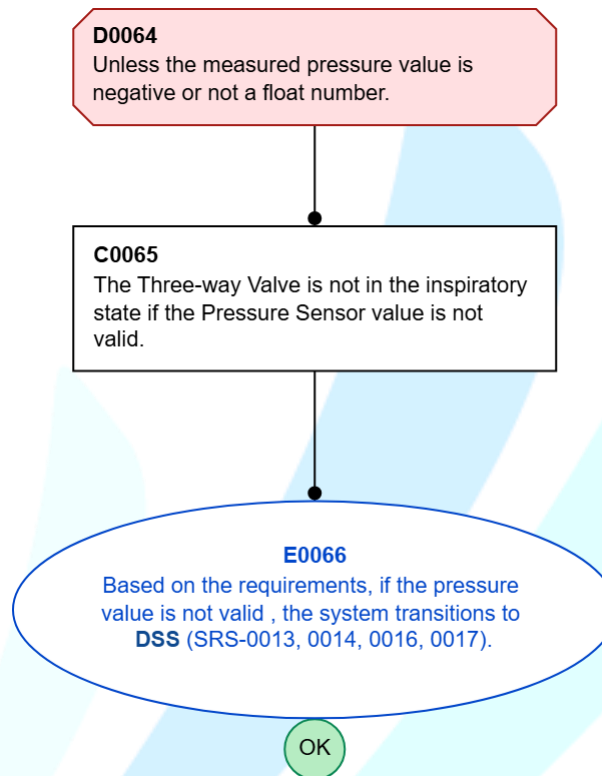 D0064
Unless the measured pressure value is
negative or not a float number.
C0065
The Three-way Valve is not in the inspiratory
state if the Pressure Sensor value is not
valid.
E0066
Based on the requirements, if the pressure
value is not valid , the system transitions to
DSS (SRS-0013, 0014, 0016, 0017).
OK